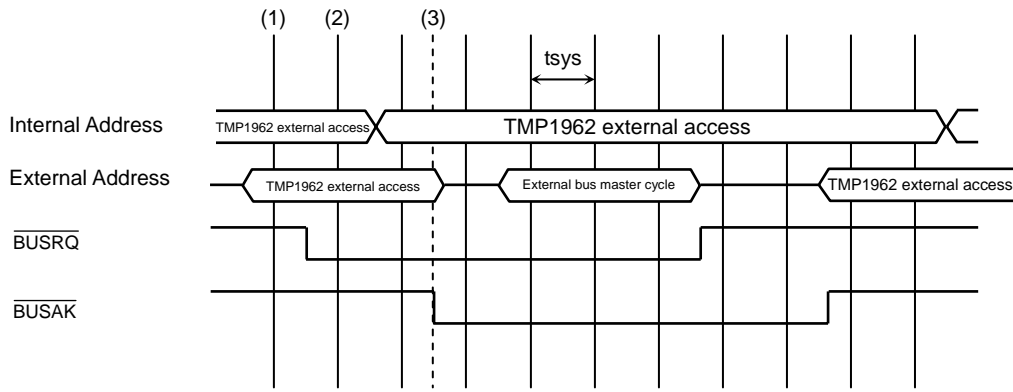 (1) (2) (3)
tsys
Internal Address TMP1962 external access TMP1962 external access
External Address TMP1962 external access External bus master cycle TMP1962 external access
BUSRQ
BUSAK